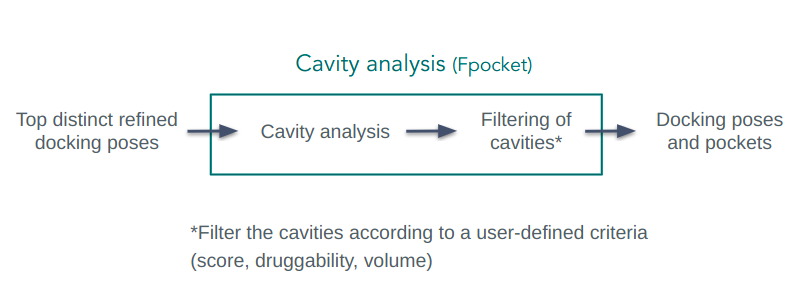 Cavity analysis (Fpocket)
Top distinct refined
docking poses
Cavity analysis
Filtering of
cavities*
Docking poses
and pockets
*Filter the cavities according to a user-defined criteria
(score, druggability, volume)